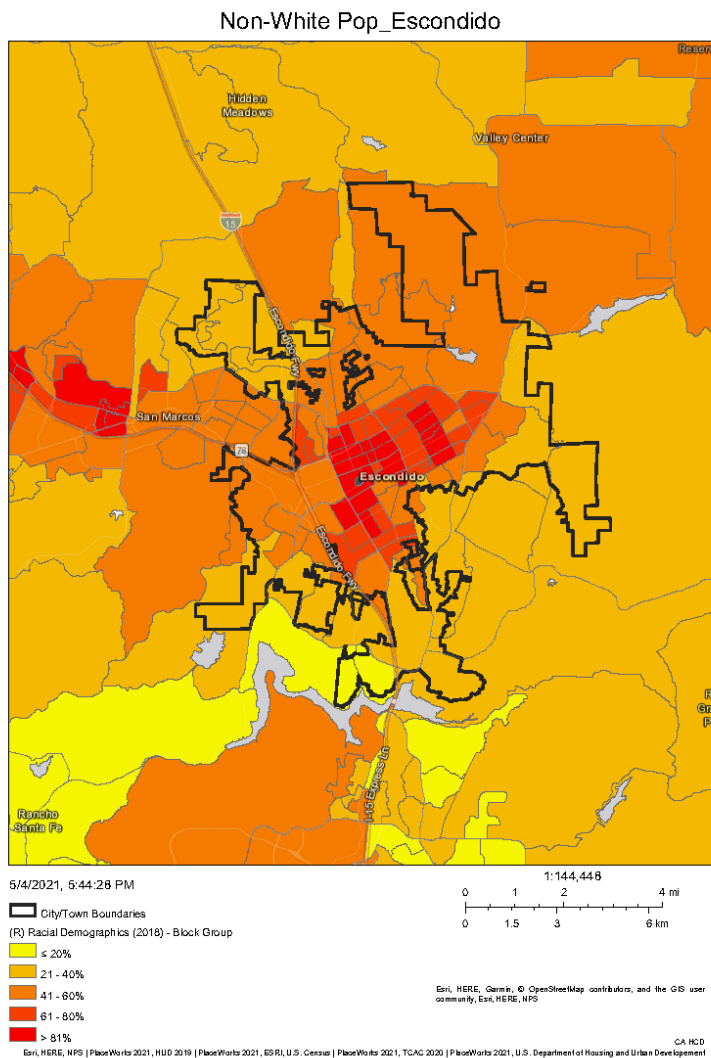 Non-White Pop_Escondido
Reserv
Hidden
Meadows
Valley Center
15
Escondido Fwy
San Marcos
78
Escondido
Escondido Fwy
I-15 Express Ln
Rancho
Santa Fe
5/4/2021, 5:44:28 PM
City/Town Boundaries
(R) Racial Demographics (2018) - Block Group
≤ 20%
21 - 40%
41 - 60%
61 - 80%
> 81%
1:144,448
0 1 2 4 mi
0 1.5 3 6 km
Esri, HERE, Garmin, © OpenStreetMap contributors, and the GIS user
community, Esri, HERE, NPS
CA HCD
Esri, HERE, NPS | PlaceWorks 2021, HUD 2019 | PlaceWorks 2021, ESRI, U.S. Census | PlaceWorks 2021, TCAC 2020 | PlaceWorks 2021, U.S. Department of Housing and Urban Developement